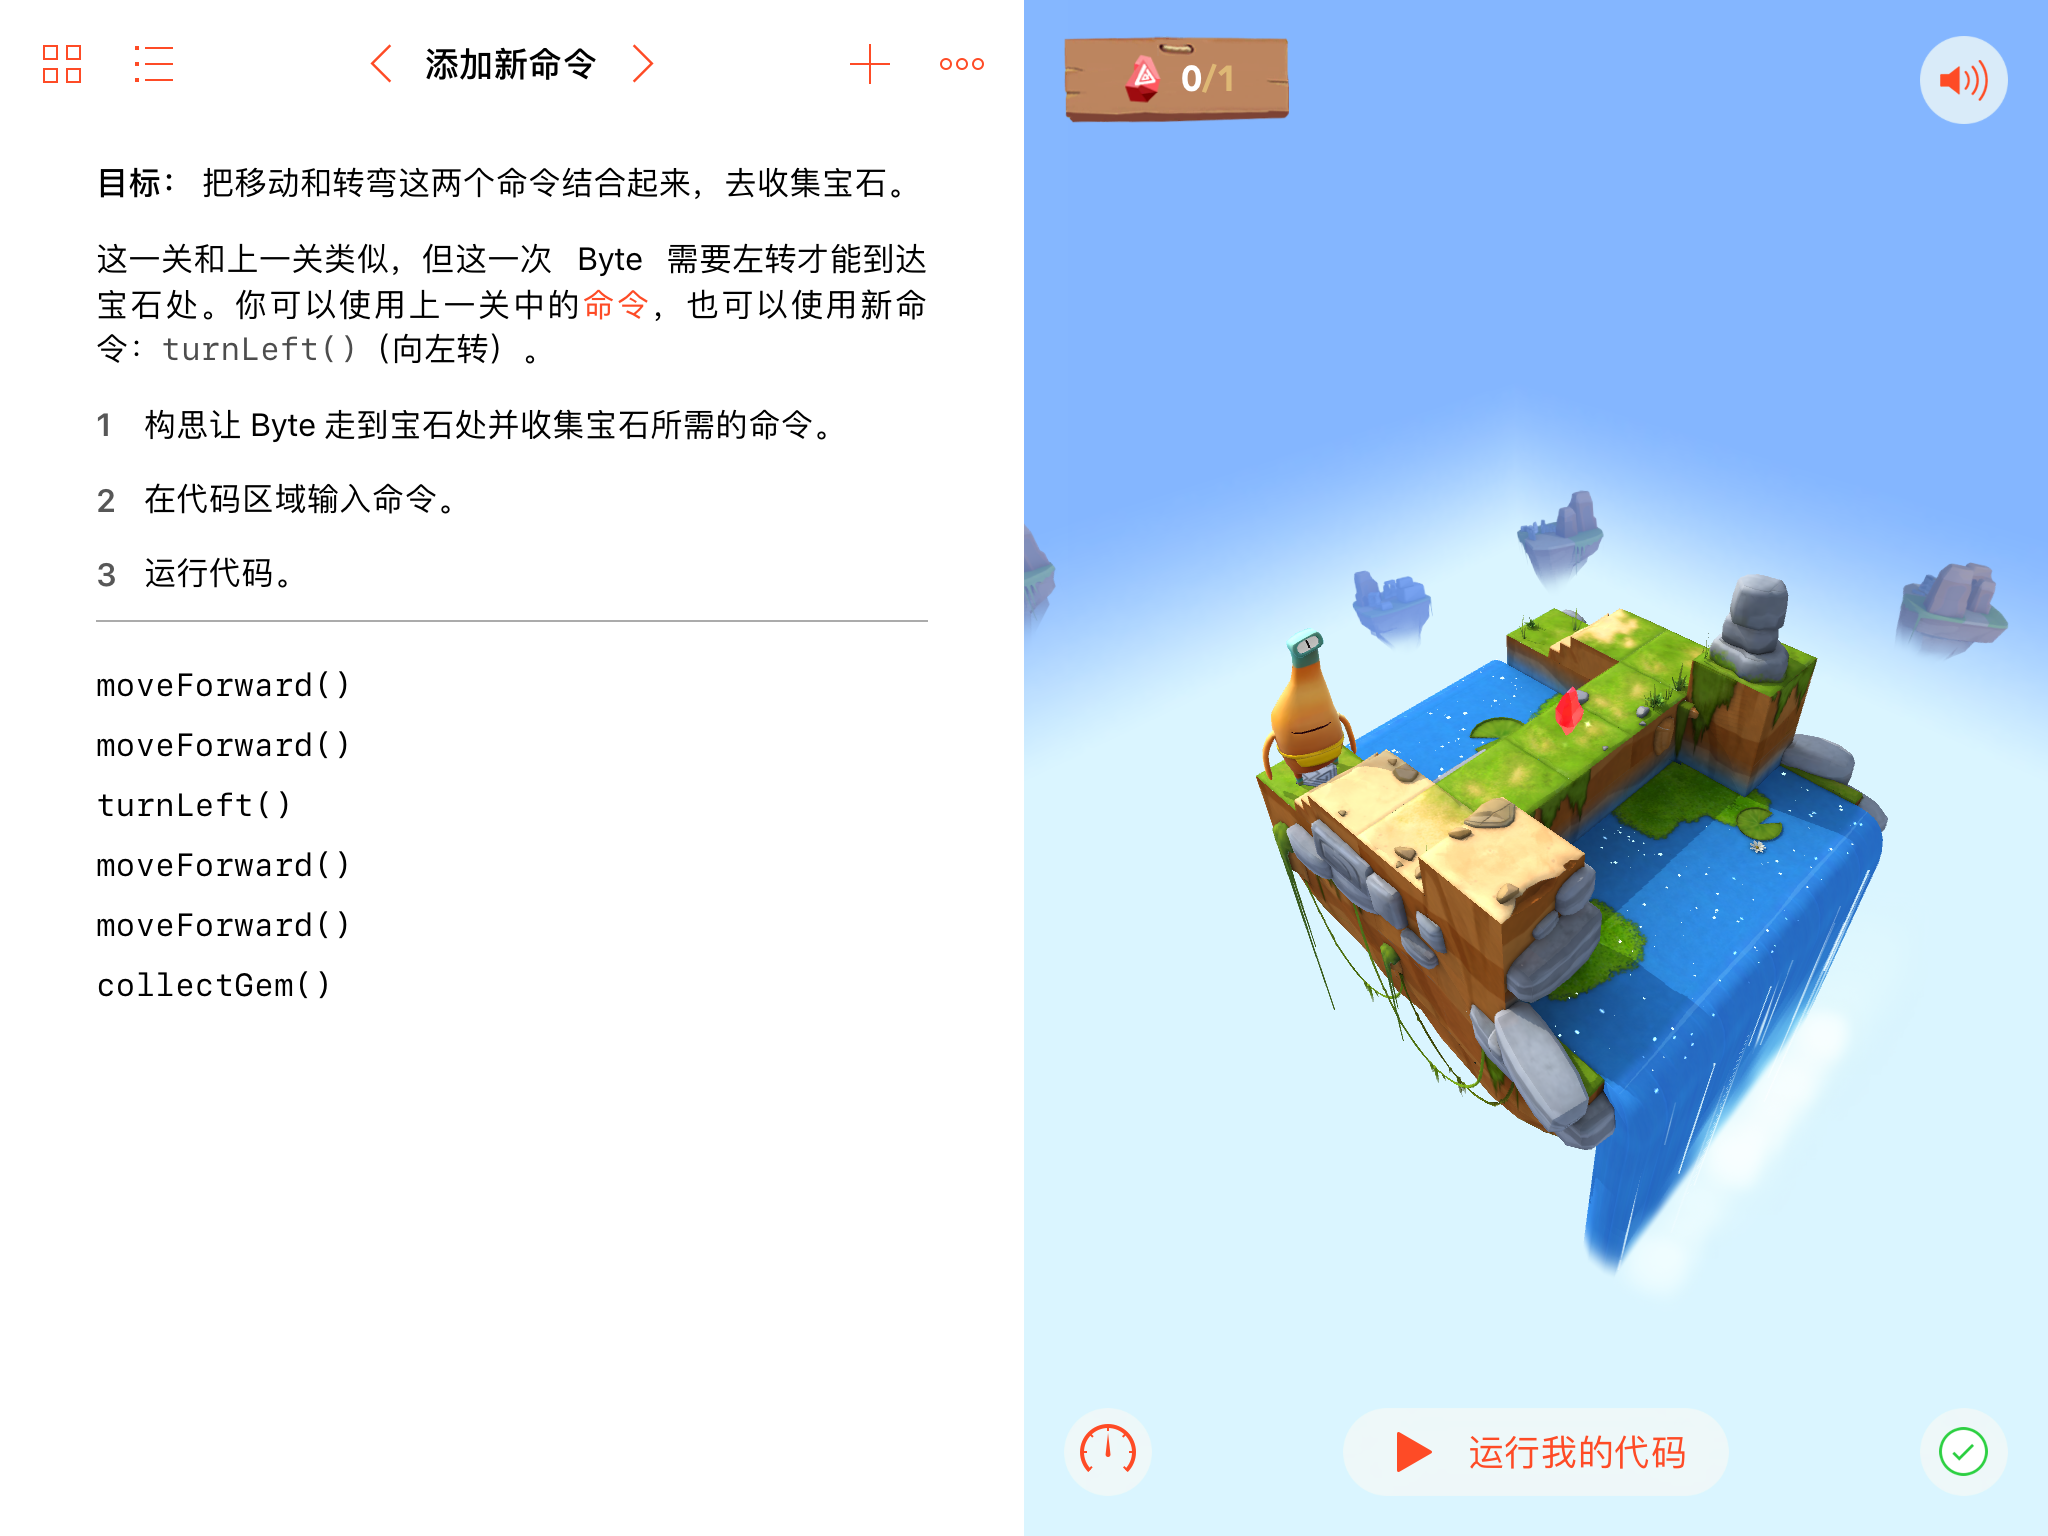 添加新命令
目标： 把移动和转弯这两个命令结合起来，去收集宝石。
这一关和上一关类似，但这一次 Byte 需要左转才能到达
宝石处。你可以使用上一关中的命令，也可以使用新命
令：turnLeft()（向左转）。
1 构思让 Byte 走到宝石处并收集宝石所需的命令。
2 在代码区域输入命令。
3 运行代码。
moveForward()
moveForward()
turnLeft()
moveForward()
moveForward()
collectGem()
0/1
运行我的代码